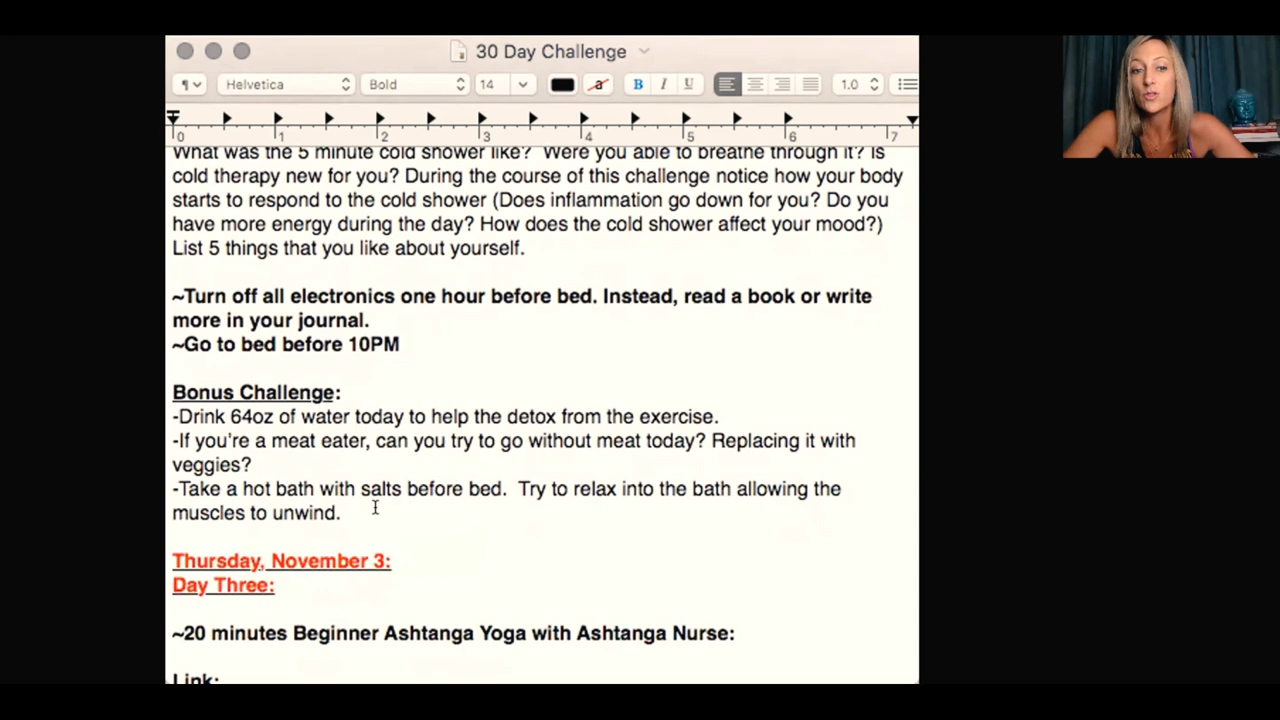 30 Day Challenge
Helvetica
Bold
14
a
B
I
U
1.0
0
1
2
3
4
5
6
7
What was the 5 minute cold shower like?  Were you able to breathe through it? Is
cold therapy new for you? During the course of this challenge notice how your body
starts to respond to the cold shower (Does inflammation go down for you? Do you
have more energy during the day? How does the cold shower affect your mood?)
List 5 things that you like about yourself.
~Turn off all electronics one hour before bed. Instead, read a book or write
more in your journal.
~Go to bed before 10PM
Bonus Challenge:
-Drink 64oz of water today to help the detox from the exercise.
-If you're a meat eater, can you try to go without meat today? Replacing it with
veggies?
-Take a hot bath with salts before bed.  Try to relax into the bath allowing the
muscles to unwind.
Thursday, November 3:
Day Three:
~20 minutes Beginner Ashtanga Yoga with Ashtanga Nurse:
Link: